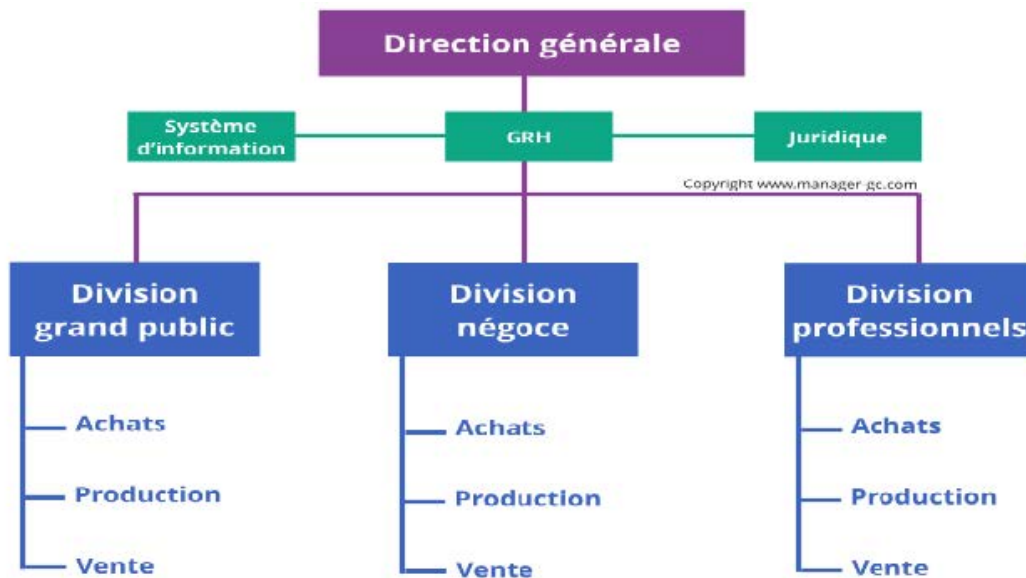 Direction générale
Système
d'information
GRH
Juridique
Copyright www.manager-gc.com
Division
grand public
Division
négoce
Division
professionnels
Achats
Achats
Achats
Production
Production
Production
Vente
Vente
Vente